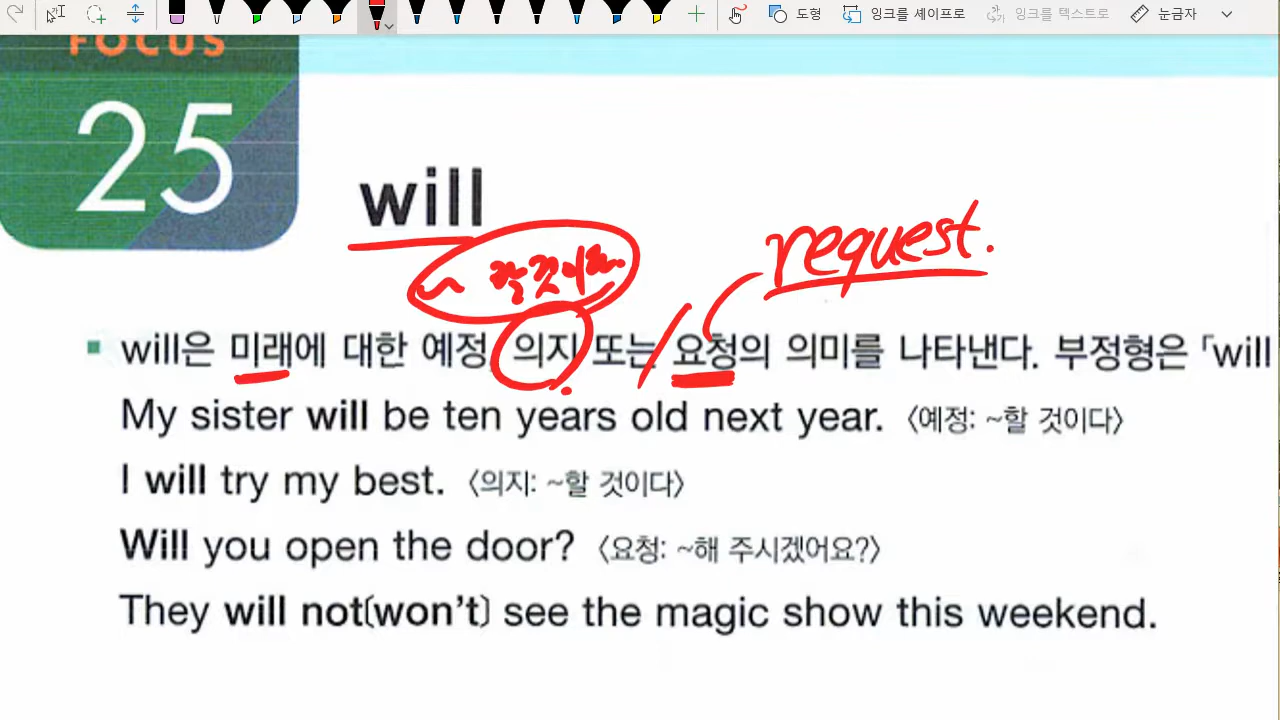 잉크를 셰이프로 잉크를 텍스트로 눈금자
FOCUS
25
will
request.
~ 할것이다.
will은 미래에 대한 예정 의지 또는 요청의 의미를 나타낸다. 부정형은 「will
My sister will be ten years old next year. 〈예정: ~할 것이다〉
I will try my best. 〈의지: ~할 것이다〉
Will you open the door? 〈요청: ~해 주시겠어요?〉
They will not(won't) see the magic show this weekend.